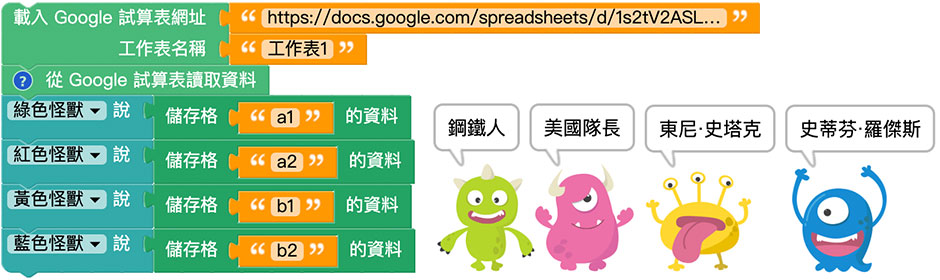 載入 Google 試算表網址 “ https://docs.google.com/spreadsheets/d/1s2tV2ASL... ”
工作表名稱 “ 工作表1 ”
? 從 Google 試算表讀取資料
綠色怪獸 說 儲存格 “ a1 ” 的資料
紅色怪獸 說 儲存格 “ a2 ” 的資料
黃色怪獸 說 儲存格 “ b1 ” 的資料
藍色怪獸 說 儲存格 “ b2 ” 的資料
鋼鐵人
美國隊長
東尼·史塔克
史蒂芬·羅傑斯